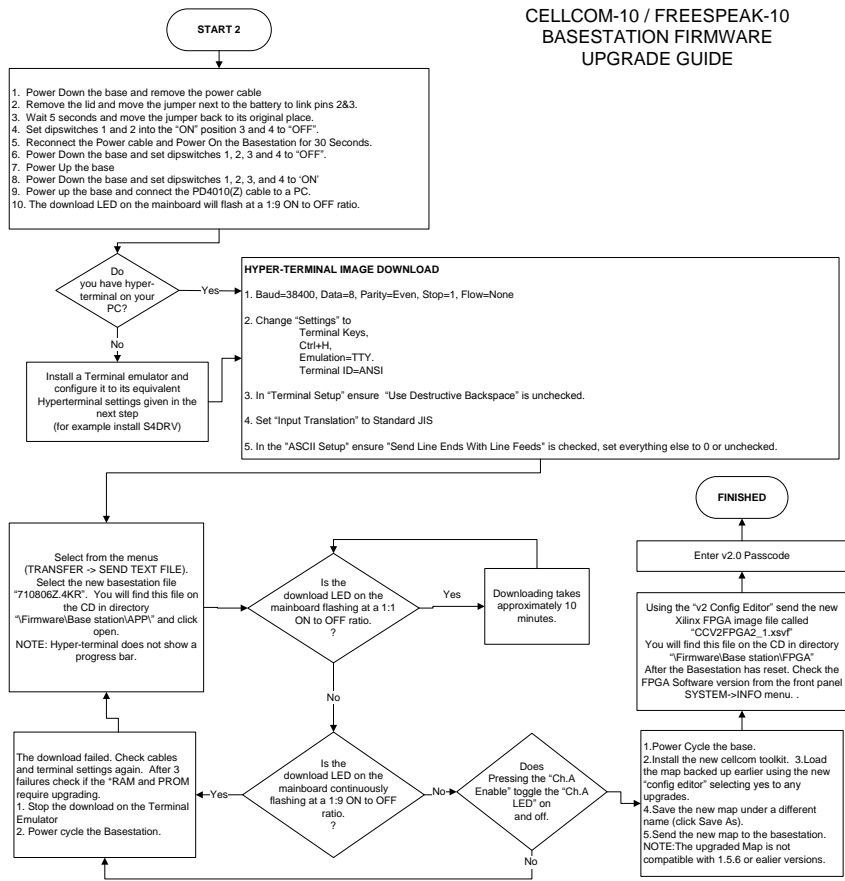 CELLCOM-10 / FREESPEAK-10
BASESTATION FIRMWARE
UPGRADE GUIDE
START 2
1. Power Down the base and remove the power cable
2. Remove the lid and move the jumper next to the battery to link pins 2&3.
3. Wait 5 seconds and move the jumper back to its original place.
4. Set dipswitches 1 and 2 into the “ON” position 3 and 4 to “OFF”.
5. Reconnect the Power cable and Power On the Basestation for 30 Seconds.
6. Power Down the base and set dipswitches 1, 2, 3 and 4 to “OFF”.
7. Power Up the base
8. Power Down the base and set dipswitches 1, 2, 3, and 4 to ‘ON’
9. Power up the base and connect the PD4010(Z) cable to a PC.
10. The download LED on the mainboard will flash at a 1:9 ON to OFF ratio.
Do
you have hyper-
terminal on your
PC?
Yes
No
Install a Terminal emulator and
configure it to its equivalent
Hyperterminal settings given in the
next step
(for example install S4DRV)
HYPER-TERMINAL IMAGE DOWNLOAD
1. Baud=38400, Data=8, Parity=Even, Stop=1, Flow=None
2. Change “Settings” to
Terminal Keys,
Ctrl+H,
Emulation=TTY.
Terminal ID=ANSI
3. In “Terminal Setup” ensure “Use Destructive Backspace” is unchecked.
4. Set “Input Translation” to Standard JIS
5. In the "ASCII Setup" ensure "Send Line Ends With Line Feeds" is checked, set everything else to 0 or unchecked.
Select from the menus
(TRANSFER -> SEND TEXT FILE).
Select the new basestation file
“710806Z.4KR”. You will find this file on
the CD in directory
“\Firmware\Base station\APP\” and click
open.
NOTE: Hyper-terminal does not show a
progress bar.
Is the
download LED on the
mainboard flashing at a 1:1
ON to OFF ratio.
?
Yes
Downloading takes
approximately 10
minutes.
No
Is the
download LED on the
mainboard continuously
flashing at a 1:9 ON to OFF
ratio.
?
Yes
The download failed. Check cables
and terminal settings again. After 3
failures check if the “RAM and PROM
require upgrading.
1. Stop the download on the Terminal
Emulator
2. Power cycle the Basestation.
No
Does
Pressing the “Ch.A
Enable” toggle the “Ch.A
LED” on
and off.
No
1.Power Cycle the base.
2.Install the new cellcom toolkit. 3.Load
the map backed up earlier using the new
“config editor” selecting yes to any
upgrades.
4.Save the new map under a different
name (click Save As).
5.Send the new map to the basestation.
NOTE:The upgraded Map is not
compatible with 1.5.6 or ealier versions.
Using the “v2 Config Editor” send the new
Xilinx FPGA image file called
“CCV2FPGA2_1.xsvf”
You will find this file on the CD in directory
“\Firmware\Base station\FPGA”
After the Basestation has reset. Check the
FPGA Software version from the front panel
SYSTEM->INFO menu. .
Enter v2.0 Passcode
FINISHED